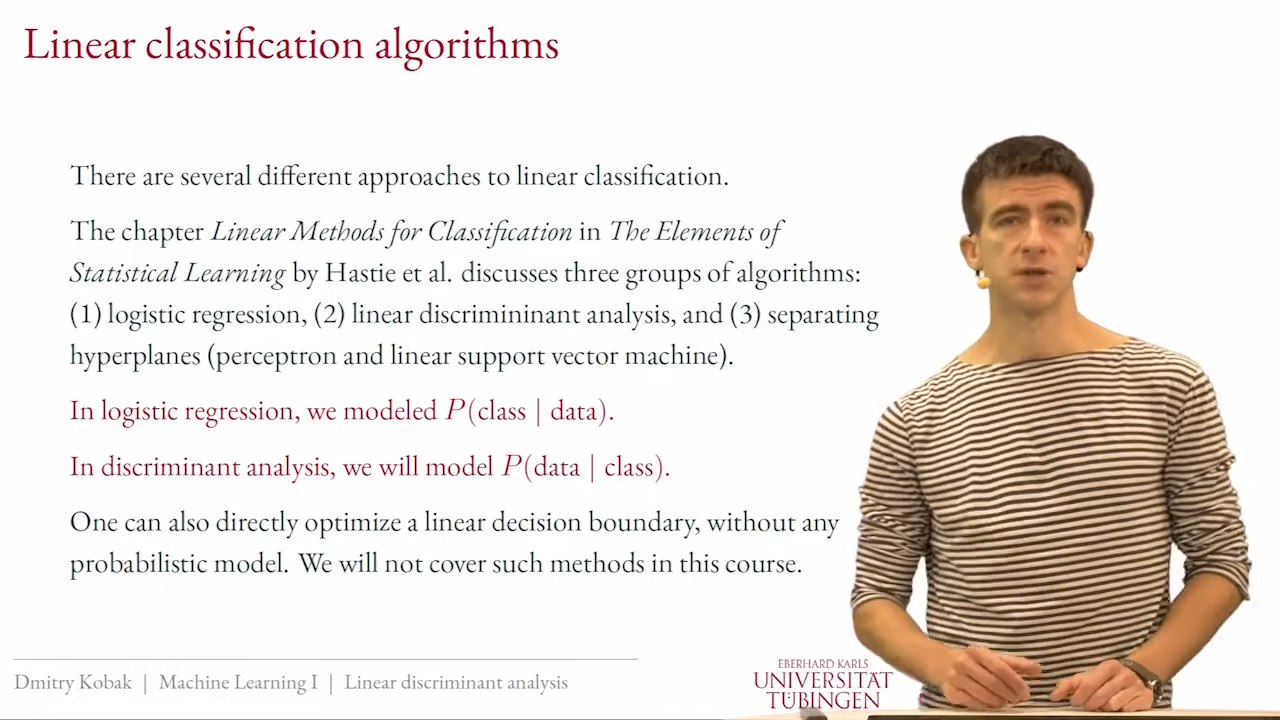 Linear classification algorithms
There are several different approaches to linear classification.
The chapter Linear Methods for Classification in The Elements of
Statistical Learning by Hastie et al. discusses three groups of algorithms:
(1) logistic regression, (2) linear discrimininant analysis, and (3) separating
hyperplanes (perceptron and linear support vector machine).
In logistic regression, we modeled P(class | data).
In discriminant analysis, we will model P(data | class).
One can also directly optimize a linear decision boundary, without any
probabilistic model. We will not cover such methods in this course.
Dmitry Kobak | Machine Learning I | Linear discriminant analysis
EBERHARD KARLS
UNIVERSITÄT
TÜBINGEN